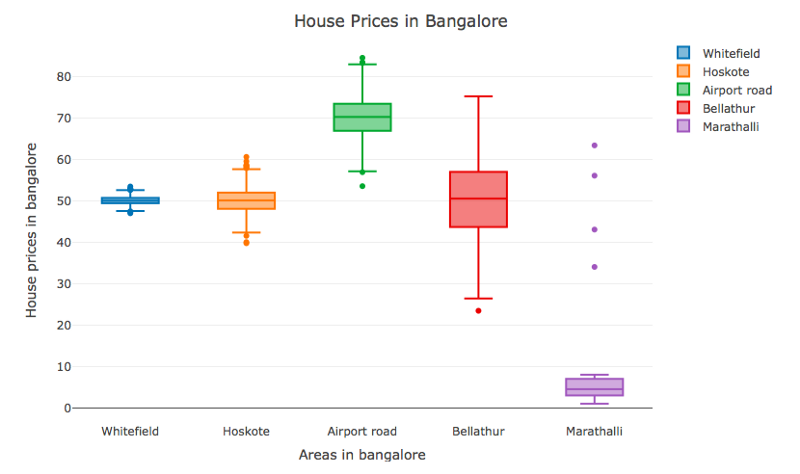 House Prices in Bangalore
Whitefield
Hoskote
Airport road
Bellathur
Marathalli
House prices in bangalore
80
70
60
50
40
30
20
10
0
Whitefield Hoskote Airport road Bellathur Marathalli
Areas in bangalore